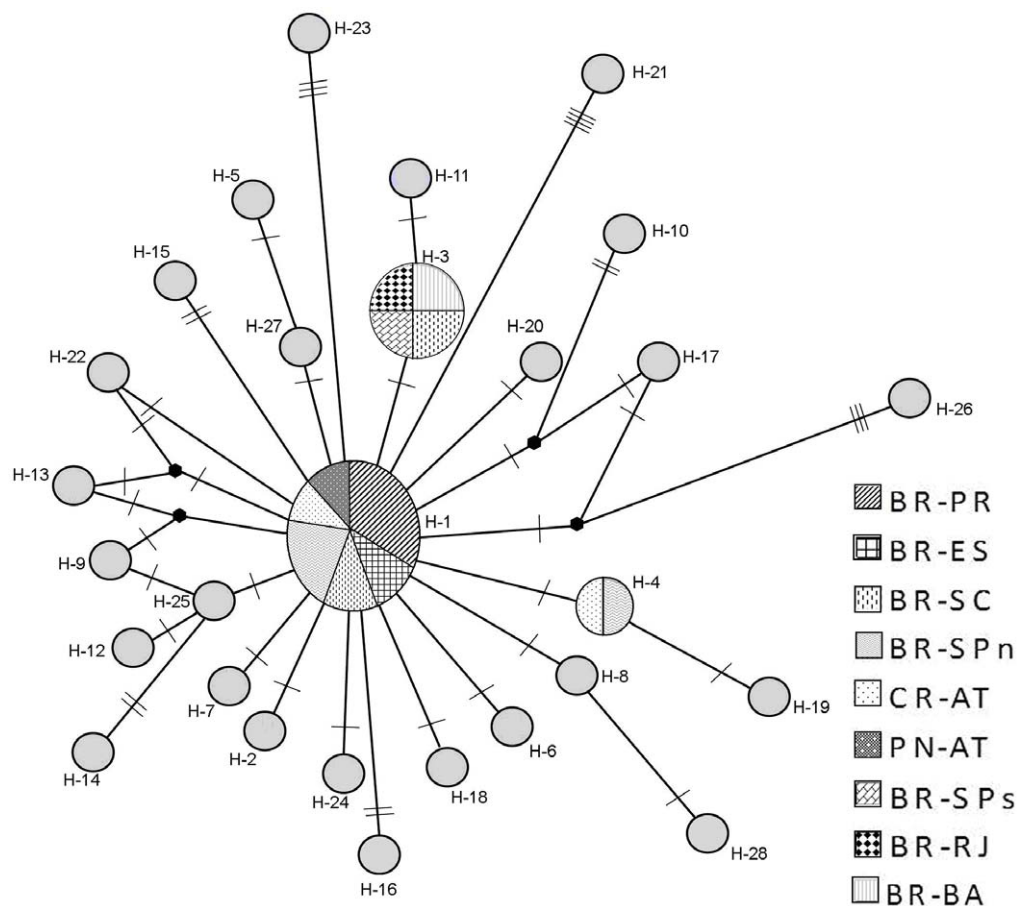 H-23
H-21
H-5
H-11
H-10
H-15
H-3
H-27
H-20
H-22
H-17
H-26
H-13
H-1
H-9
H-25
H-4
H-12
H-8
H-7
H-19
H-14
H-2
H-6
H-24
H-18
H-28
H-16
BR-PR
BR-ES
BR-SC
BR-SPn
CR-AT
PN-AT
BR-SPs
BR-RJ
BR-BA